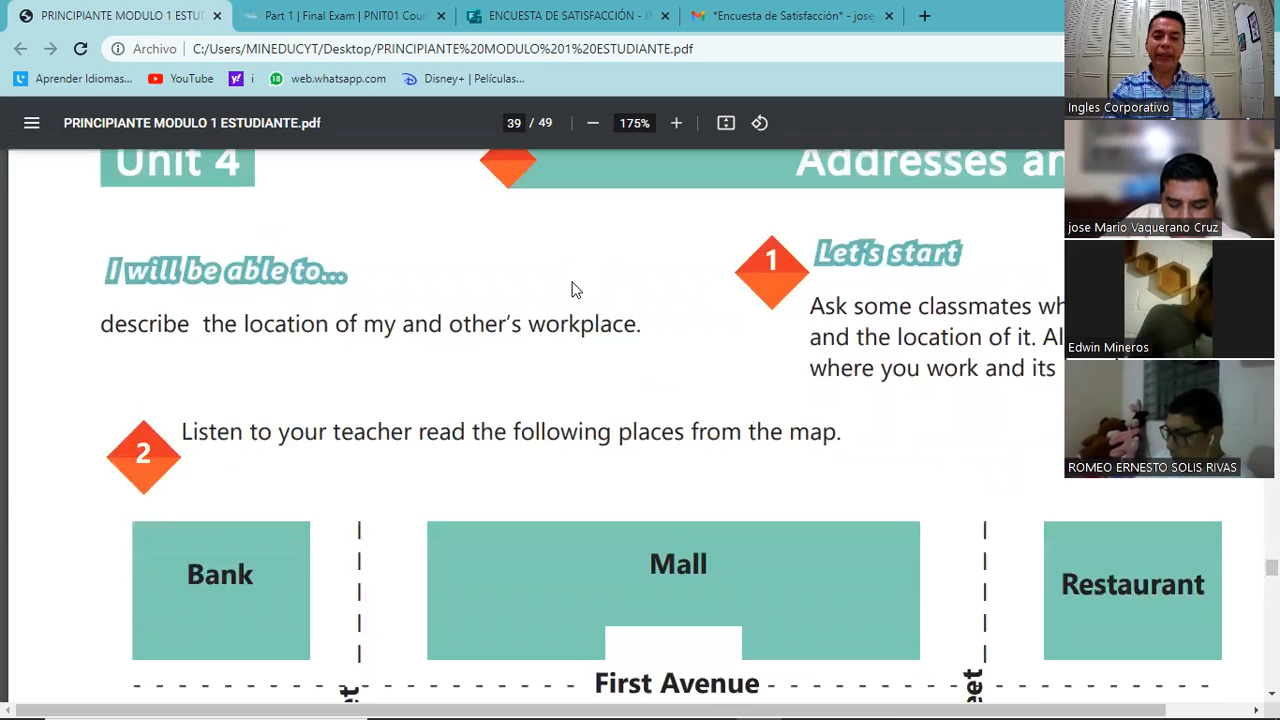 PRINCIPIANTE MODULO 1 ESTUD
Part 1 | Final Exam | PNIT01 Cour
ENCUESTA DE SATISFACCIÓN -
*Encuesta de Satisfacción* - jose
Archivo
C:/Users/MINEDUCYT/Desktop/PRINCIPIANTE%20MODULO%201%20ESTUDIANTE.pdf
Aprender Idiomas...
YouTube
i
web.whatsapp.com
Disney + | Películas...
PRINCIPIANTE MODULO 1 ESTUDIANTE.pdf
39 / 49
175%
Unit 4
Addresses an
I will be able to...
describe the location of my and other's workplace.
1
Let's start
Ask some classmates wh
and the location of it. Al
where you work and its
2
Listen to your teacher read the following places from the map.
Bank
Mall
Restaurant
First Avenue
Ingles Corporativo
jose Mario Vaquerano Cruz
Edwin Mineros
ROMEO ERNESTO SOLIS RIVAS